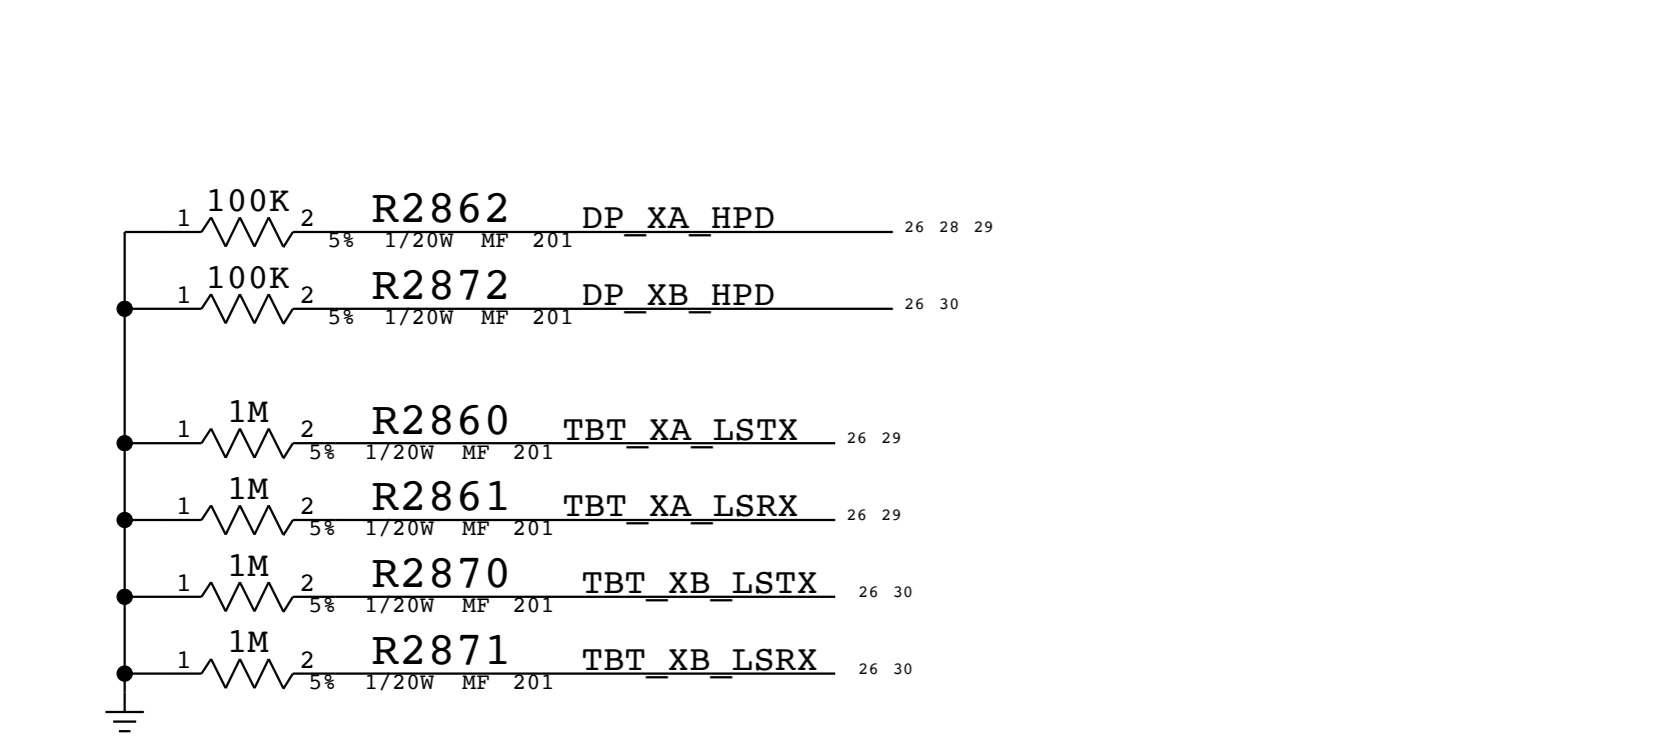 100K
1 2 R2862 DP_XA_HPD 26 28 29
5% 1/20W MF 201
100K
1 2 R2872 DP_XB_HPD 26 30
5% 1/20W MF 201
1M
1 2 R2860 TBT_XA_LSTX 26 29
5% 1/20W MF 201
1M
1 2 R2861 TBT_XA_LSRX 26 29
5% 1/20W MF 201
1M
1 2 R2870 TBT_XB_LSTX 26 30
5% 1/20W MF 201
1M
1 2 R2871 TBT_XB_LSRX 26 30
5% 1/20W MF 201